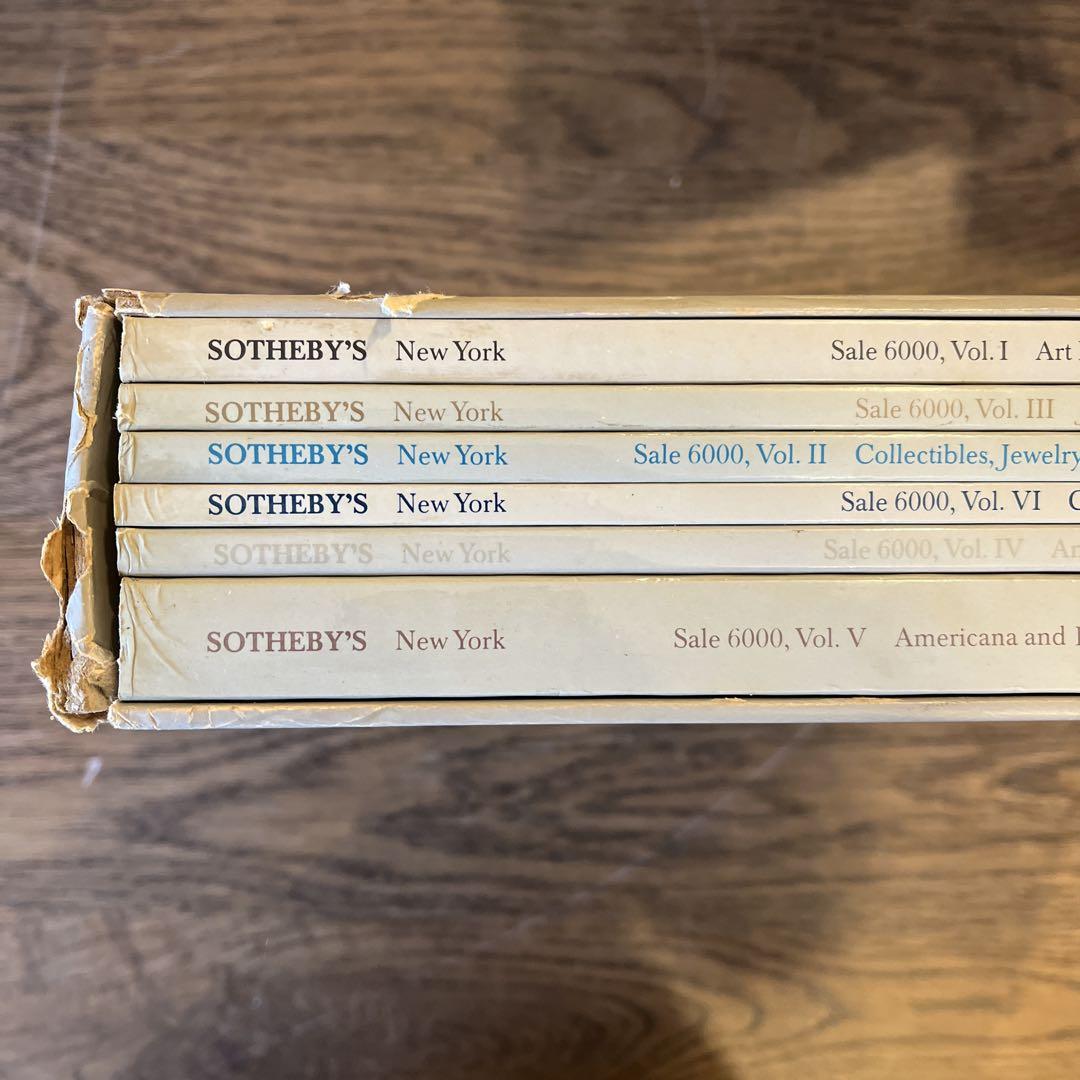 SOTHEBY'S New York Sale 6000, Vol. I Art
SOTHEBY'S New York Sale 6000, Vol. III
SOTHEBY'S New York Sale 6000, Vol. II Collectibles, Jewelry
SOTHEBY'S New York Sale 6000, Vol. VI
SOTHEBY'S New York Sale 6000, Vol. IV
SOTHEBY'S New York Sale 6000, Vol. V Americana and